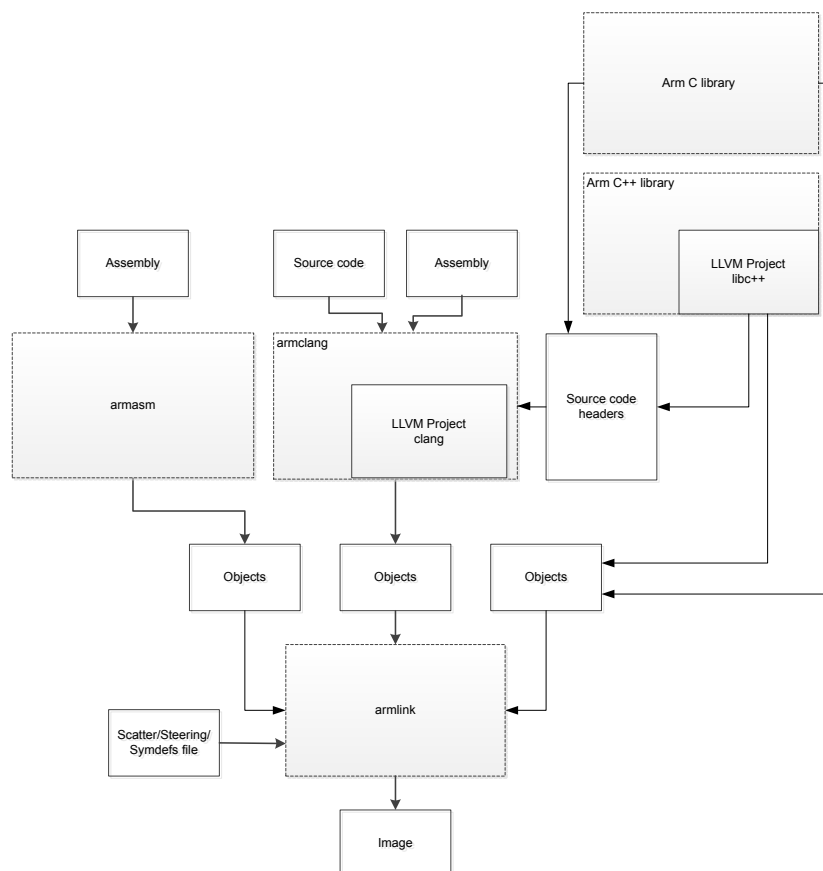 Arm C library
Arm C++ library
LLVM Project
libc++
Assembly
Source code
Assembly
armasm
armclang
LLVM Project
clang
Source code
headers
Objects
Objects
Objects
armlink
Scatter/Steering/
Symdefs file
Image